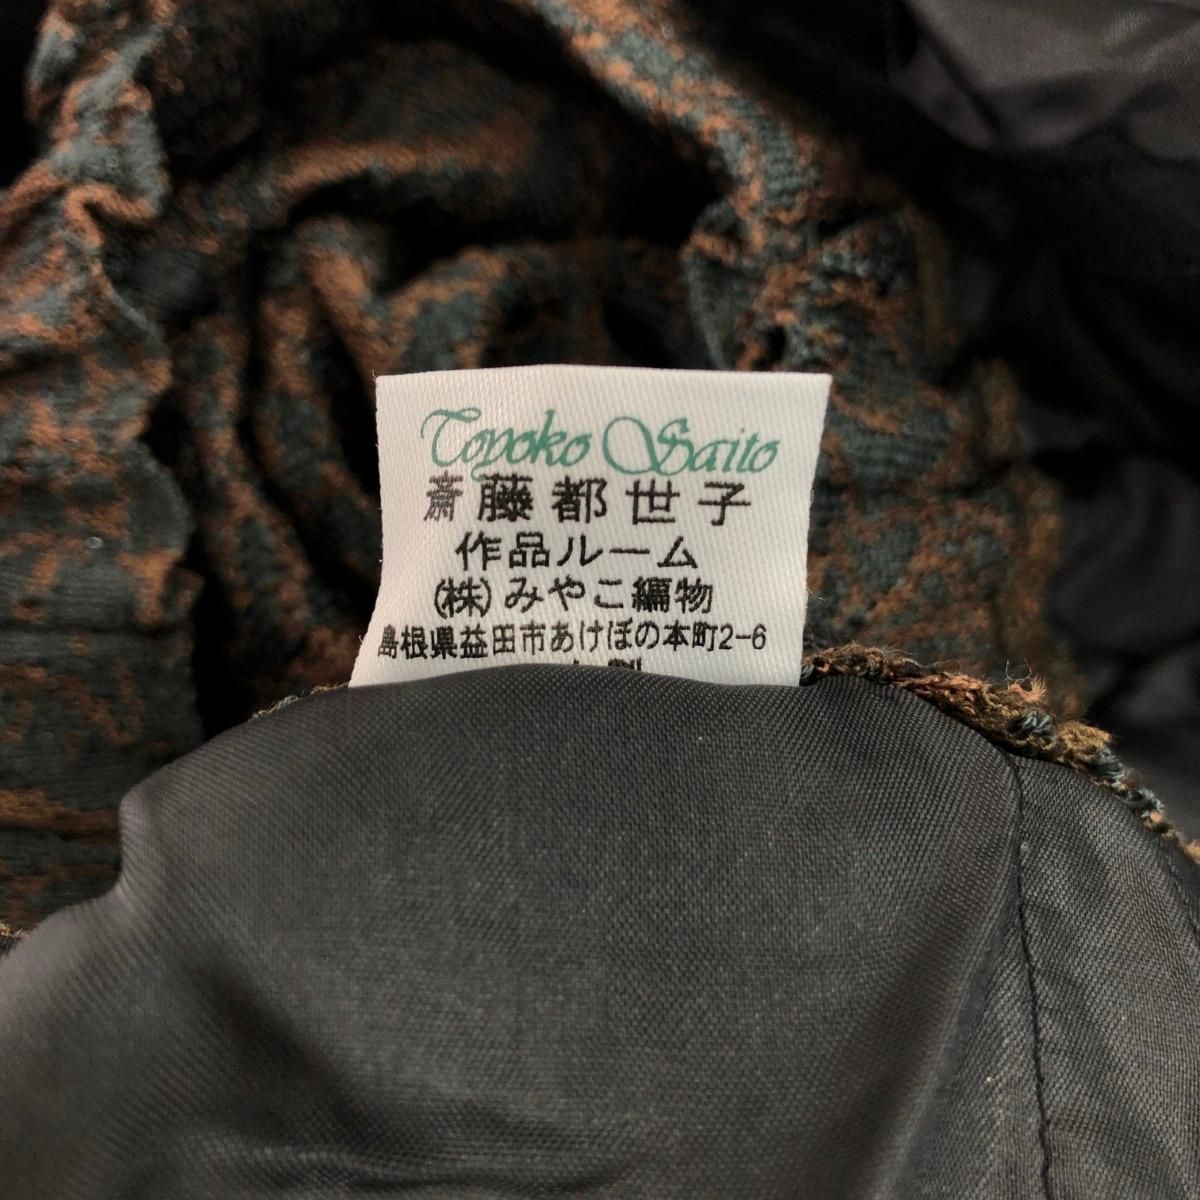 Toyoko Saito
斎藤都世子
作品ルーム
(株)みやこ編物
島根県益田市あけぼの本町2-6